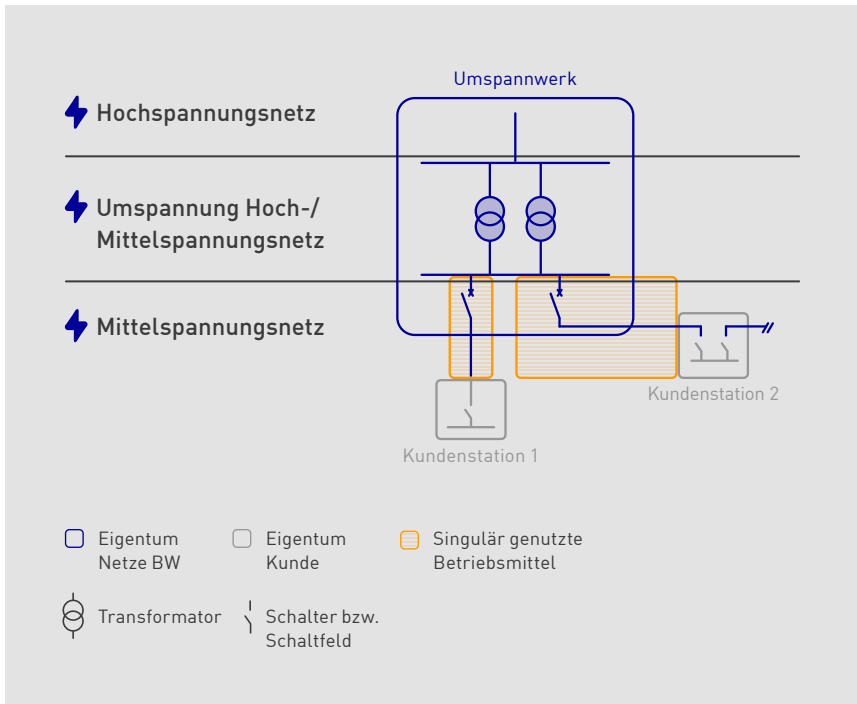 Umspannwerk
Hochspannungsnetz
Umspannung Hoch-/
Mittelspannungsnetz
Mittelspannungsnetz
Kundenstation 2
Kundenstation 1
Eigentum
Netze BW
Eigentum
Kunde
Singulär genutzte
Betriebsmittel
Transformator
Schalter bzw.
Schaltfeld